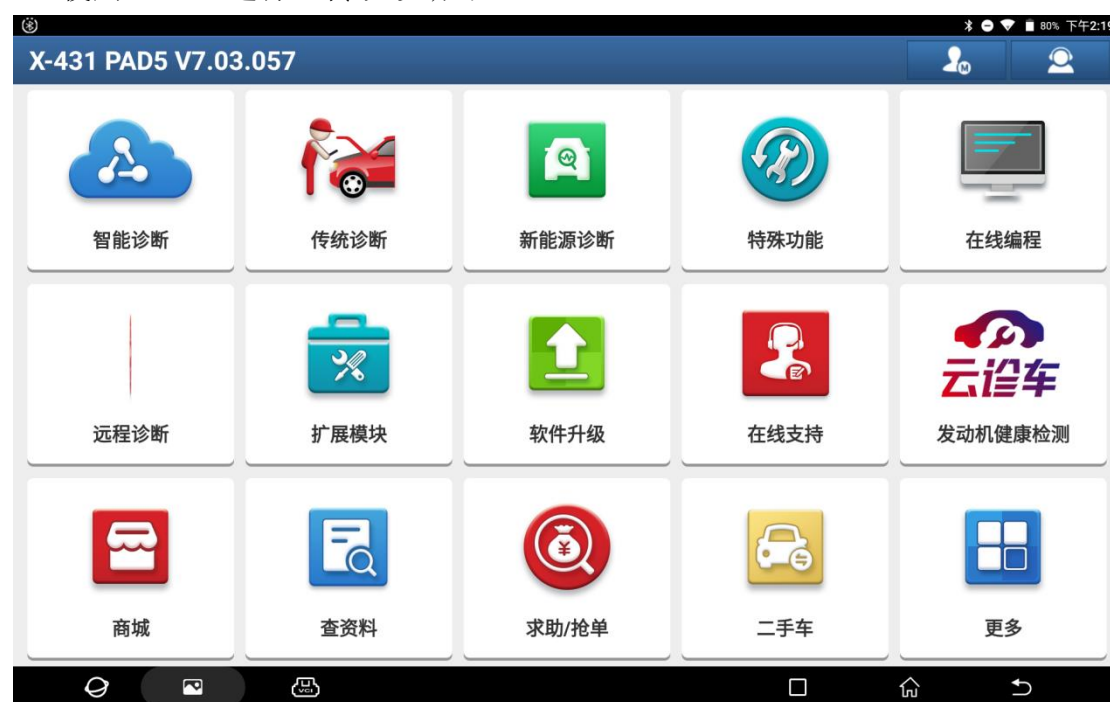 80% 下午2:19
X-431 PAD5 V7.03.057
M
智能诊断
传统诊断
新能源诊断
特殊功能
在线编程
云诊车
远程诊断
扩展模块
软件升级
在线支持
发动机健康检测
¥
商城
查资料
求助/抢单
二手车
更多
VCI